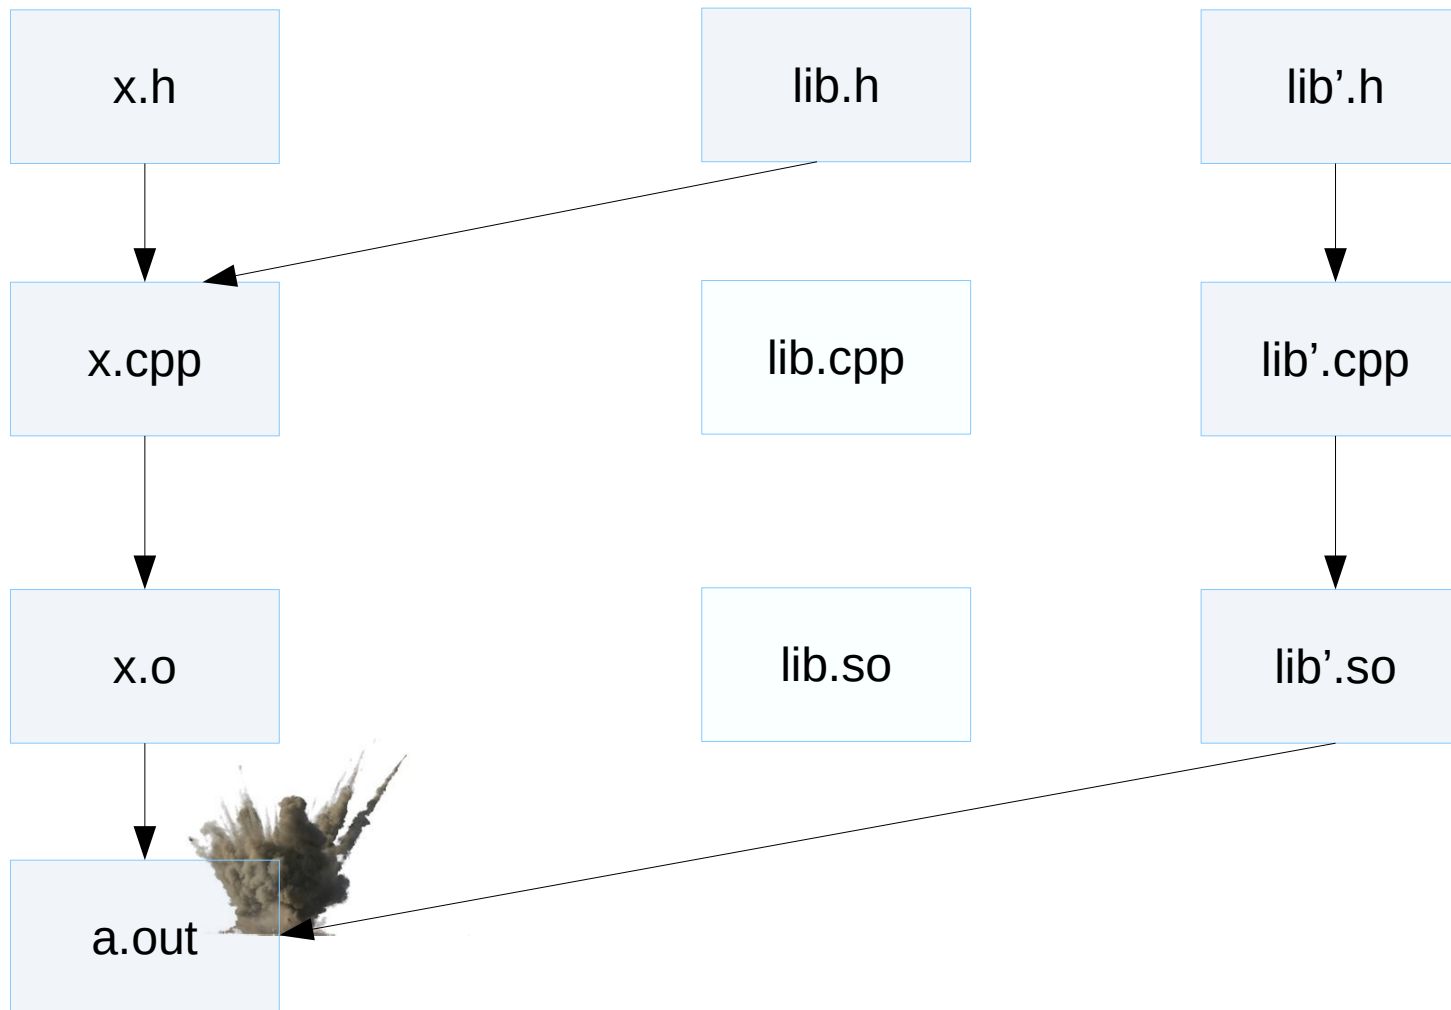 x.h
lib.h
lib’.h
x.cpp
lib.cpp
lib’.cpp
x.o
lib.so
lib’.so
a.out